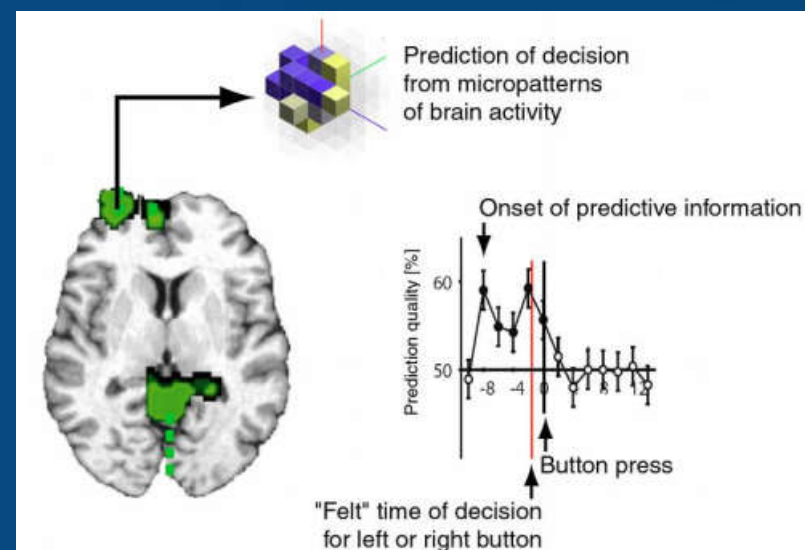 Prediction of decision
from micropatterns
of brain activity
Onset of predictive information
Prediction quality [%]
60
50
-8
-4
0
8
12
Button press
"Felt" time of decision
for left or right button